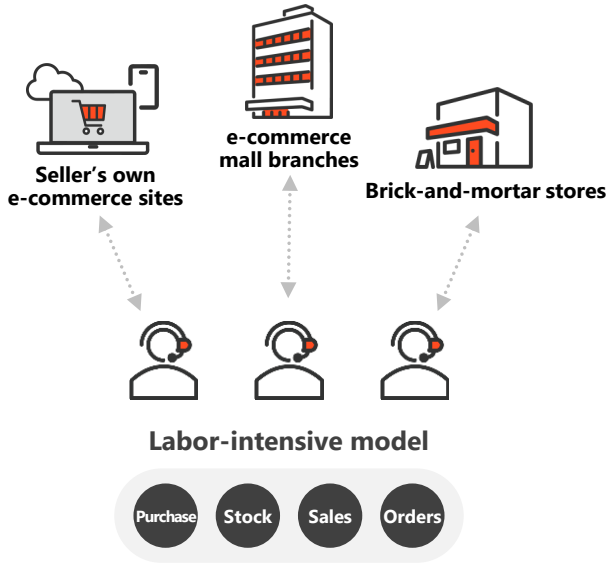 e-commerce
mall branches
Seller’s own
e-commerce sites
Brick-and-mortar stores
Labor-intensive model
Purchase
Stock
Sales
Orders